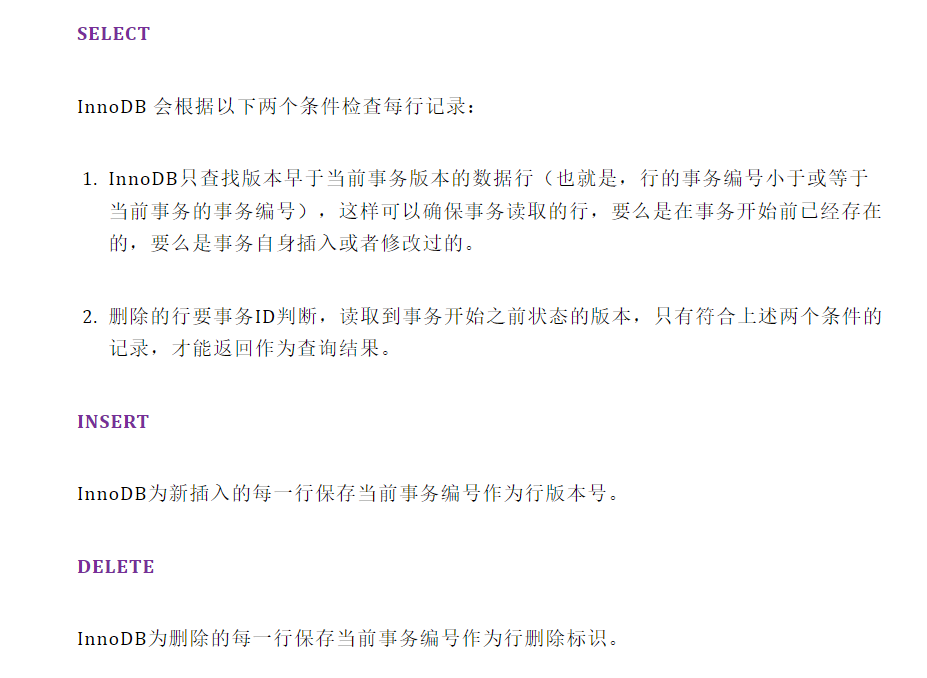 SELECT
InnoDB 会根据以下两个条件检查每行记录：
1. InnoDB只查找版本早于当前事务版本的数据行（也就是，行的事务编号小于或等于
当前事务的事务编号），这样可以确保事务读取的行，要么是在事务开始前已经存在
的，要么是事务自身插入或者修改过的。
2. 删除的行要事务ID判断，读取到事务开始之前状态的版本，只有符合上述两个条件的
记录，才能返回作为查询结果。
INSERT
InnoDB为新插入的每一行保存当前事务编号作为行版本号。
DELETE
InnoDB为删除的每一行保存当前事务编号作为行删除标识。